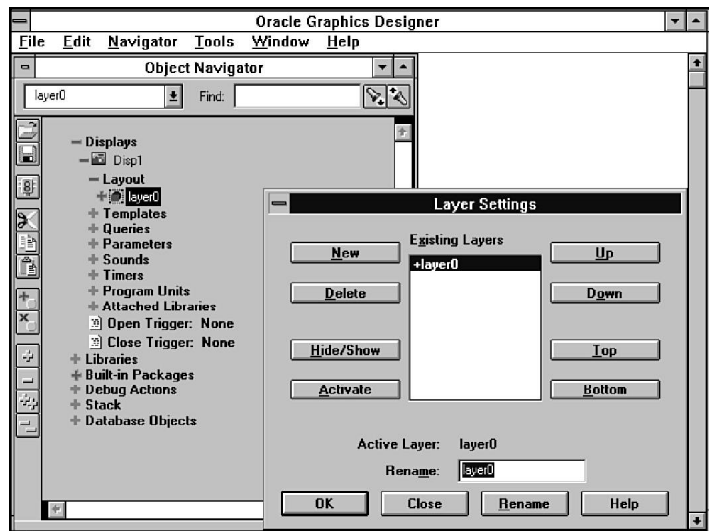 Oracle Graphics Designer
File Edit Navigator Tools Window Help
Object Navigator
layer0 Find:
Displays
Disp1
Layout
layer0
Templates
Queries
Parameters
Sounds
Timers
Program Units
Attached Libraries
Open Trigger: None
Close Trigger: None
Libraries
Built-in Packages
Debug Actions
Stack
Database Objects
Layer Settings
Existing Layers
+layer0
New
Delete
Hide/Show
Activate
Up
Down
Top
Bottom
Active Layer: layer0
Rename: layer0
OK Close Rename Help